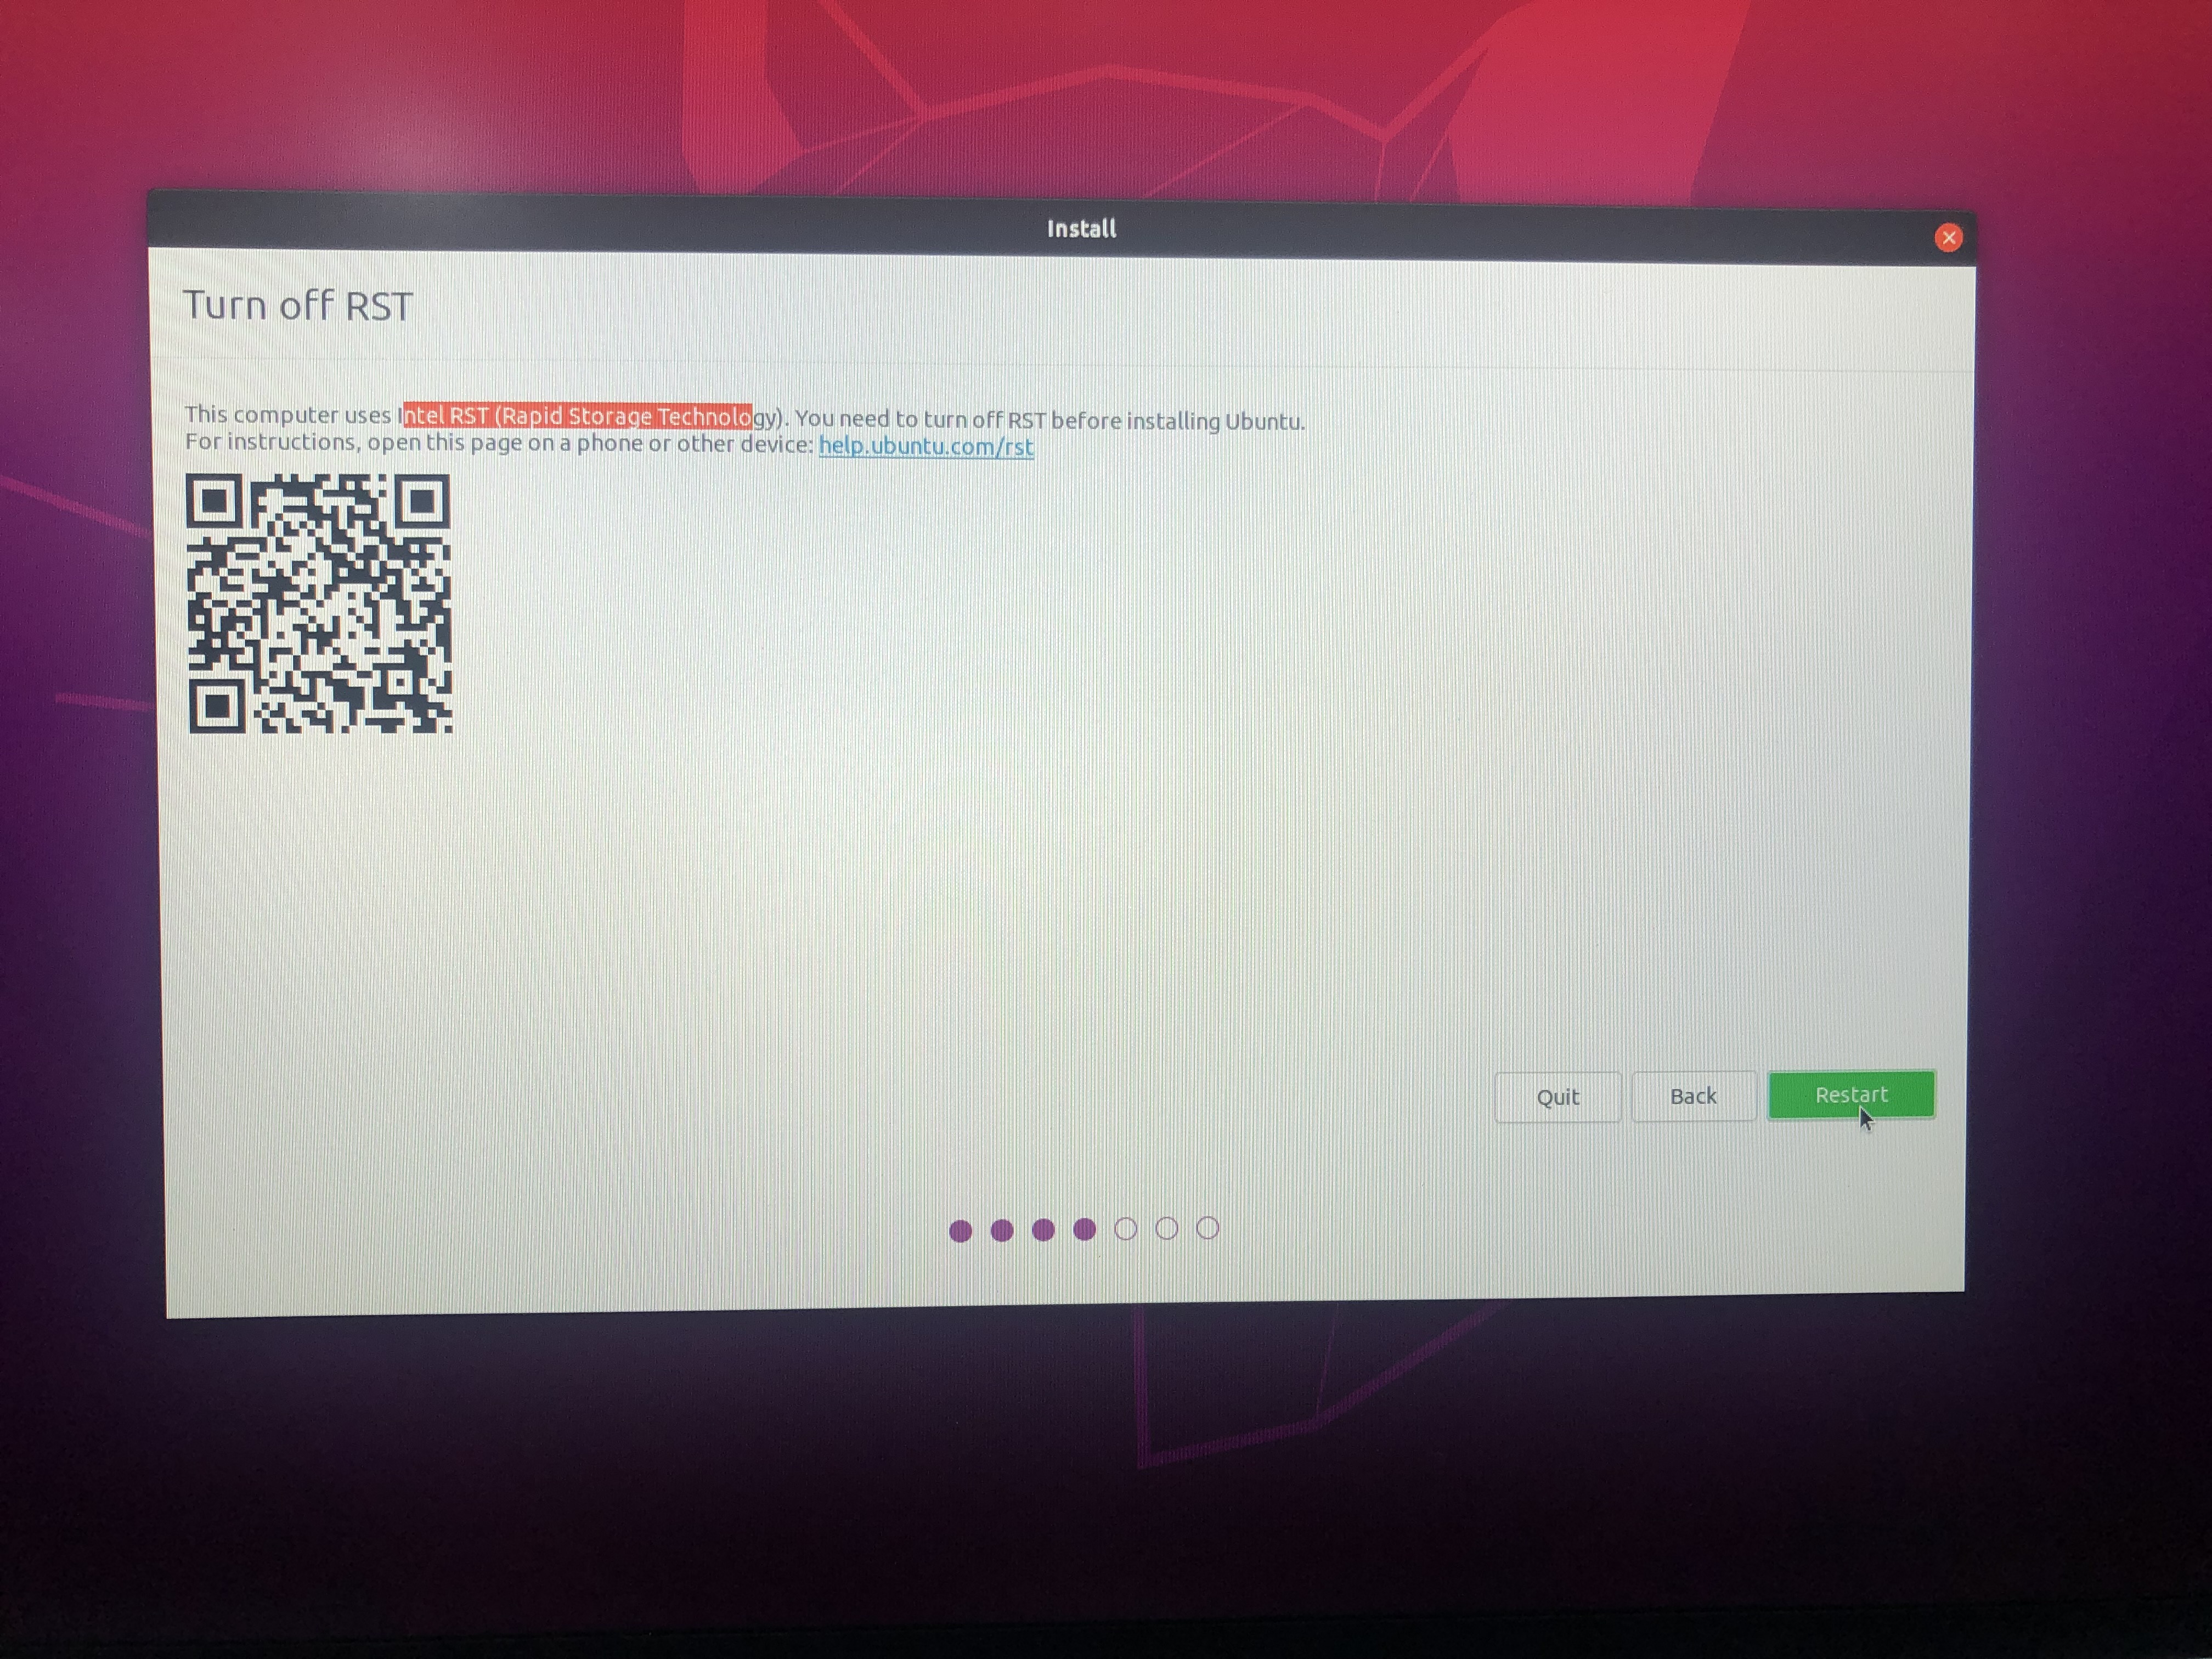 Install
Turn off RST
This computer uses Intel RST (Rapid Storage Technology). You need to turn off RST before installing Ubuntu.
For instructions, open this page on a phone or other device: help.ubuntu.com/rst
Quit
Back
Restart